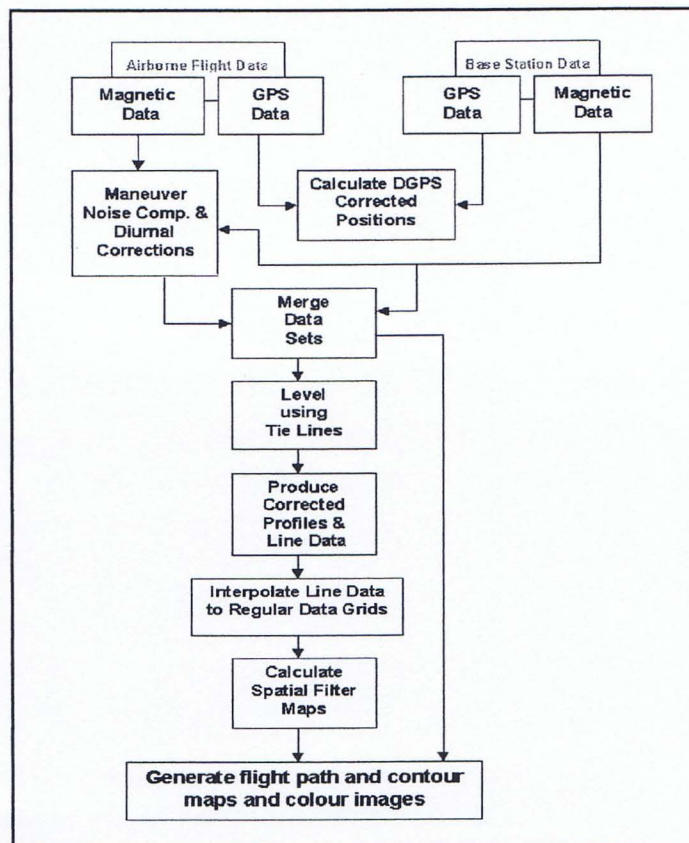 Airborne Flight Data
Base Station Data
Magnetic
Data
GPS
Data
GPS
Data
Magnetic
Data
Maneuver
Noise Comp. &
Diurnal
Corrections
Calculate DGPS
Corrected
Positions
Merge
Data
Sets
Level
using
Tie Lines
Produce
Corrected
Profiles &
Line Data
Interpolate Line Data
to Regular Data Grids
Calculate
Spatial Filter
Maps
Generate flight path and contour
maps and colour images